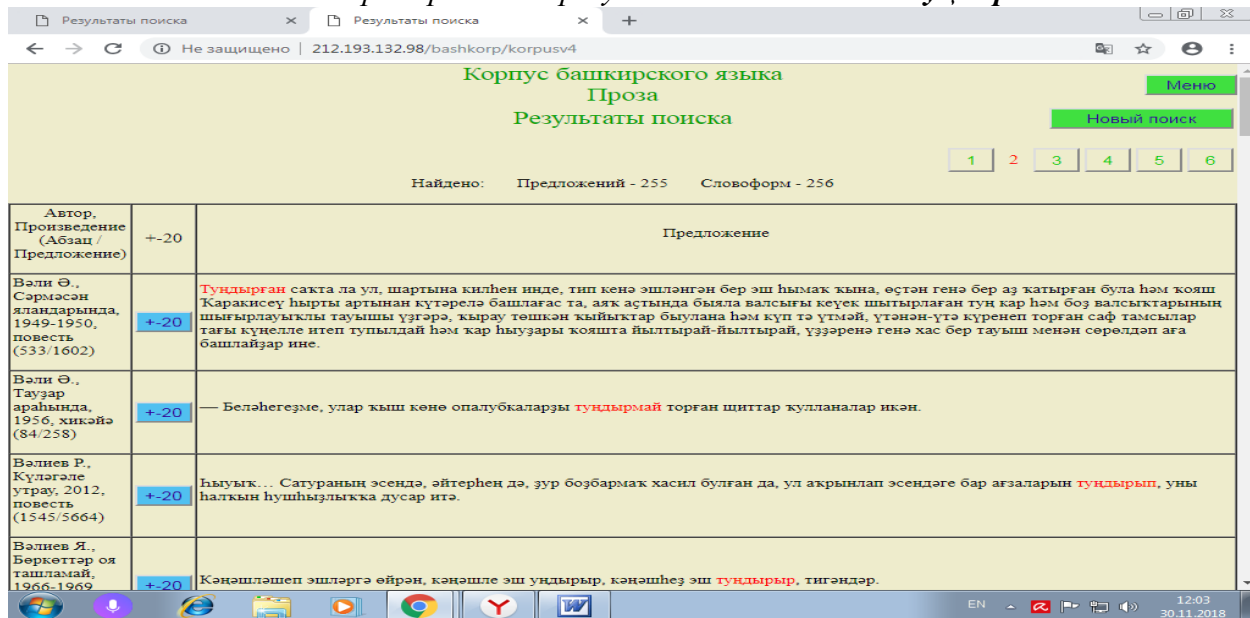 Результаты поиска
Результаты поиска
Не защищено | 212.193.132.98/bashkorp/korpusv4
Корпус башкирского языка
Проза
Результаты поиска
Меню
Новый поиск
1 2 3 4 5 6
Найдено: Предложений - 255 Словоформ - 256
Автор,
Произведение
(Абзац /
Предложение)
+-20
Предложение
Вәли Ә.,
Сәрмәсән
яландарында,
1949-1950,
повесть
(533/1602)
+-20
Туңдырған саҡта ла ул, шартына килһен инде, тип кенә эшләнгән бер эш һымаҡ ҡына, өҫтән генә бер аҙ ҡатырған була һәм ҡояш
Ҡаракисеү һырты артынан күтәрелә башлағас та, аяҡ аҫтында быяла валсығы кеүек шытырлаған туң ҡар һәм боҙ валсыҡтарының
шығырлауыҡлы тауышы үҙгәрә, ҡырау төшкән ҡыйыҡтар быулана һәм күп тә үтмәй, үтәнән-үтә күренеп торған саф тамсылар
тағы күңелле итеп тупылдай һәм ҡар һыуҙары ҡояшта йылтырай-йылтырай, үҙҙәренә генә хас бер тауыш менән серөлдәп аға
башлайҙар ине.
Вәли Ә.,
Тауҙар
араһында,
1956, хикәйә
(84/258)
+-20
— Беләһегеҙме, улар ҡыш көнө опалубкаларҙы туңдырмай торған щиттар ҡулланалар икән.
Вәлиев Р.,
Күләгәле
утрау, 2012,
повесть
(1545/5664)
+-20
Һыуыҡ… Сатураның эсендә, әйтерһең дә, ҙур боҙбармаҡ хасил булған да, ул аҡрынлап эсендәге бар ағзаларын туңдырып, уны
һалҡын һушһыҙлыҡҡа дусар итә.
Вәлиев Я.,
Бөркөттәр оя
ташламай,
1966-1969
+-20
Кәңәшләшеп эшләргә өйрән, кәңәшле эш уңдырыр, кәңәшһеҙ эш туңдырыр, тигәндәр.
EN
12:03
30.11.2018